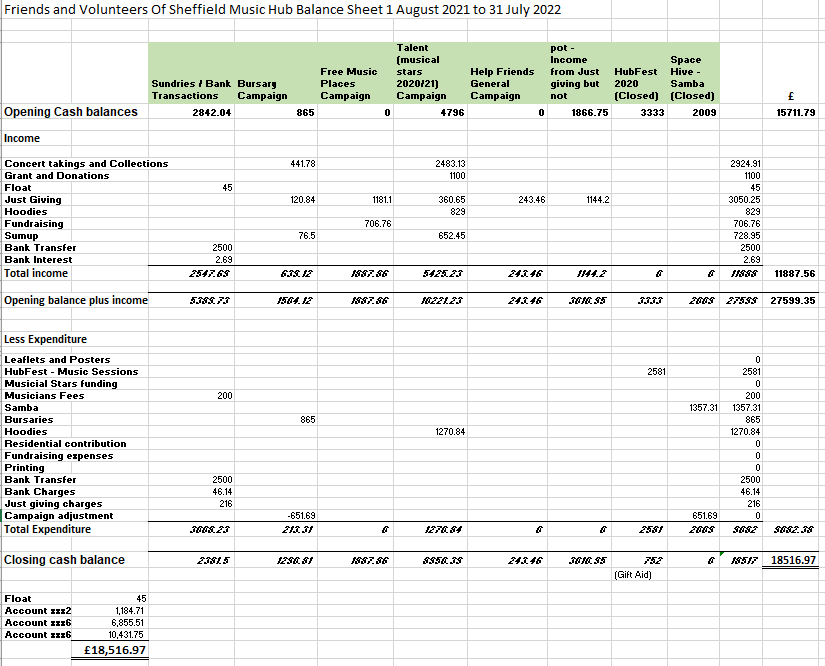 Friends and Volunteers Of Sheffield Music Hub Balance Sheet 1 August 2021 to 31 July 2022
Sundries / Bank Transactions Bursary Campaign Free Music Places Campaign Talent (musical stars 2020/21) Campaign Help Friends General Campaign pot - Income from Just giving but not HubFest 2020 (Closed) Space Hive - Samba (Closed) £
Opening Cash balances 2842.04 865 0 4796 0 1866.75 3333 2009 15711.79
Income
Concert takings and Collections 441.78 2483.13 2924.91
Grant and Donations 1100 1100
Float 45 45
Just Giving 120.84 1181.1 360.65 243.46 1144.2 3050.25
Hoodies 829 829
Fundraising 706.76 706.76
Sumup 76.5 652.45 728.95
Bank Transfer 2500 2500
Bank Interest 2.69 2.69
Total income 2547.69 639.12 1887.86 5425.23 243.46 1144.2 0 0 11888 11887.56
Opening balance plus income 5389.73 1504.12 1887.86 10221.23 243.46 3010.95 3333 2009 27599 27599.35
Less Expenditure
Leaflets and Posters 0
HubFest - Music Sessions 2581 2581
Musicial Stars funding 0
Musicians Fees 200 200
Samba 1357.31 1357.31
Bursaries 865 865
Hoodies 1270.84 1270.84
Residential contribution 0
Fundraising expenses 0
Printing 0
Bank Transfer 2500 2500
Bank Charges 46.14 46.14
Just giving charges 216 216
Campaign adjustment -651.69 651.69 0
Total Expenditure 3008.23 213.31 0 1270.84 0 0 2581 2009 9082 9082.38
Closing cash balance 2381.5 1290.81 1887.86 8950.39 243.46 3010.95 752 0 18517 18516.97
(Gift Aid)
Float 45
Account xxx2 1,184.71
Account xxx6 6,855.51
Account xxx6 10,431.75
£18,516.97